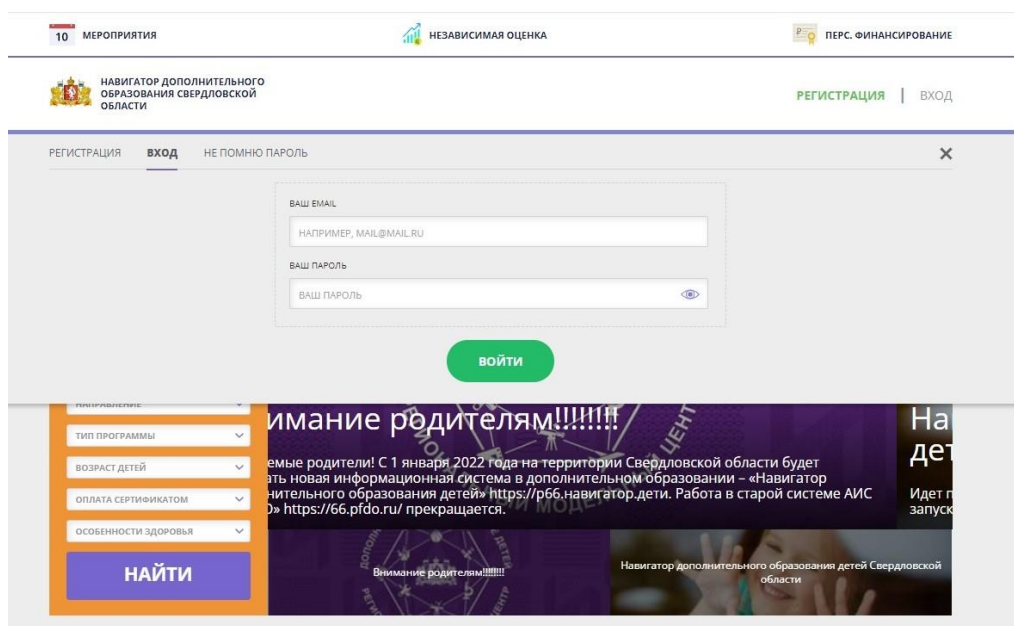 10 МЕРОПРИЯТИЯ
НЕЗАВИСИМАЯ ОЦЕНКА
ПЕРС. ФИНАНСИРОВАНИЕ
НАВИГАТОР ДОПОЛНИТЕЛЬНОГО
ОБРАЗОВАНИЯ СВЕРДЛОВСКОЙ
ОБЛАСТИ
РЕГИСТРАЦИЯ | ВХОД
РЕГИСТРАЦИЯ ВХОД НЕ ПОМНЮ ПАРОЛЬ
ВАШ EMAIL
НАПРИМЕР, MAIL@MAIL.RU
ВАШ ПАРОЛЬ
ВАШ ПАРОЛЬ
ВОЙТИ
НАПРАВЛЕНИЕ
ТИП ПРОГРАММЫ
ВОЗРАСТ ДЕТЕЙ
ОПЛАТА СЕРТИФИКАТОМ
ОСОБЕННОСТИ ЗДОРОВЬЯ
НАЙТИ
имание родителям!!!!!!!!
емые родители! С 1 января 2022 года на территории Свердловской области будет
ать новая информационная система в дополнительном образовании – «Навигатор
нительного образования детей» https://р66.навигатор.дети. Работа в старой системе АИС
О» https://66.pfdo.ru/ прекращается.
На
дет
Идет п
запуск
Внимание родителям!!!!!!!!
Навигатор дополнительного образования детей Свердловской
области